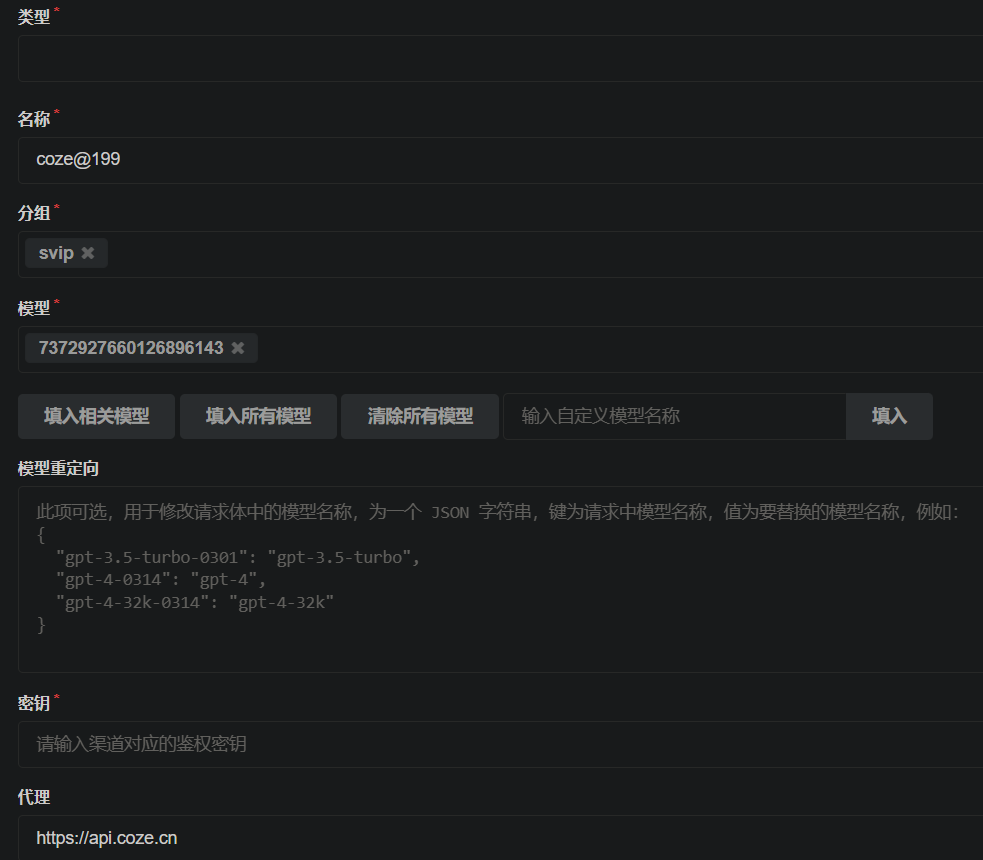 类型 *
名称 *
coze@199
分组 *
svip ✖
模型 *
7372927660126896143 ✖
填入相关模型 填入所有模型 清除所有模型 输入自定义模型名称 填入
模型重定向
此项可选，用于修改请求体中的模型名称，为一个 JSON 字符串，键为请求中模型名称，值为要替换的模型名称，例如：
{
"gpt-3.5-turbo-0301": "gpt-3.5-turbo",
"gpt-4-0314": "gpt-4",
"gpt-4-32k-0314": "gpt-4-32k"
}
密钥 *
请输入渠道对应的鉴权密钥
代理
https://api.coze.cn